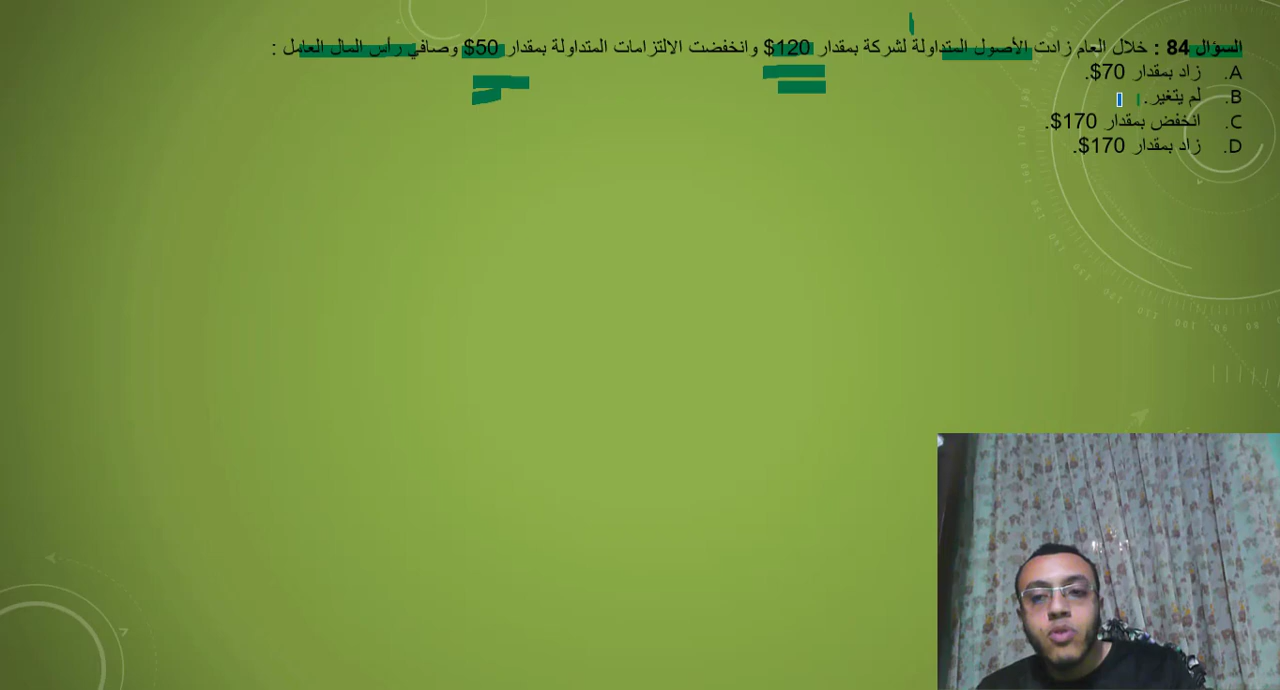 السؤال 84 : خلال العام زادت الأصول المتداولة لشركة بمقدار 120$ وانخفضت الالتزامات المتداولة بمقدار 50$ وصافي رأس المال العامل :
A. زاد بمقدار 70$.
B. لم يتغير.
C. انخفض بمقدار 170$.
D. زاد بمقدار 170$.